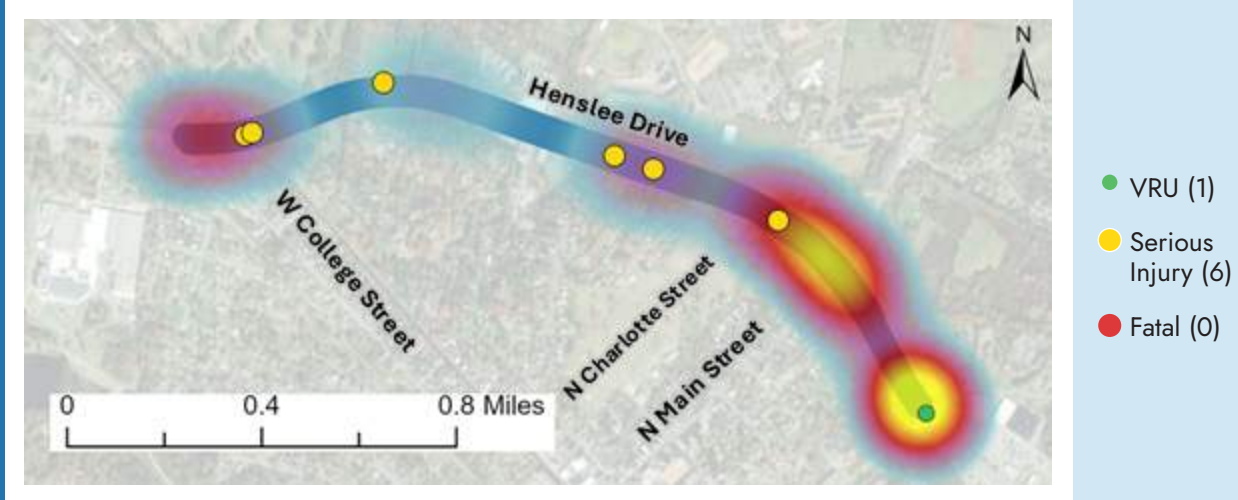 N
Henslee Drive
W College Street
N Charlotte Street
N Main Street
0 0.4 0.8 Miles
VRU (1)
Serious
Injury (6)
Fatal (0)